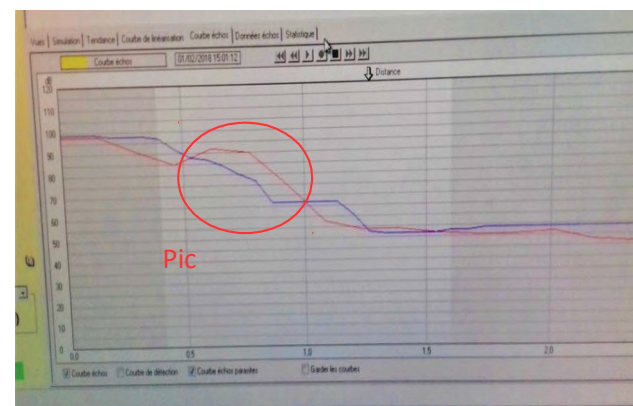 Vues Simulation Tendance Courbe de linéarisation Courbe échos Données échos Statistique
Courbe échos 01/02/2018 15:01:12
Distance
dB
120
110
100
90
80
70
60
50
40
30
20
10
0
Pic
0.0 0.5 1.0 1.5 2.0
Courbe échos Courbe de détection Courbe échos parasites Garder les courbes